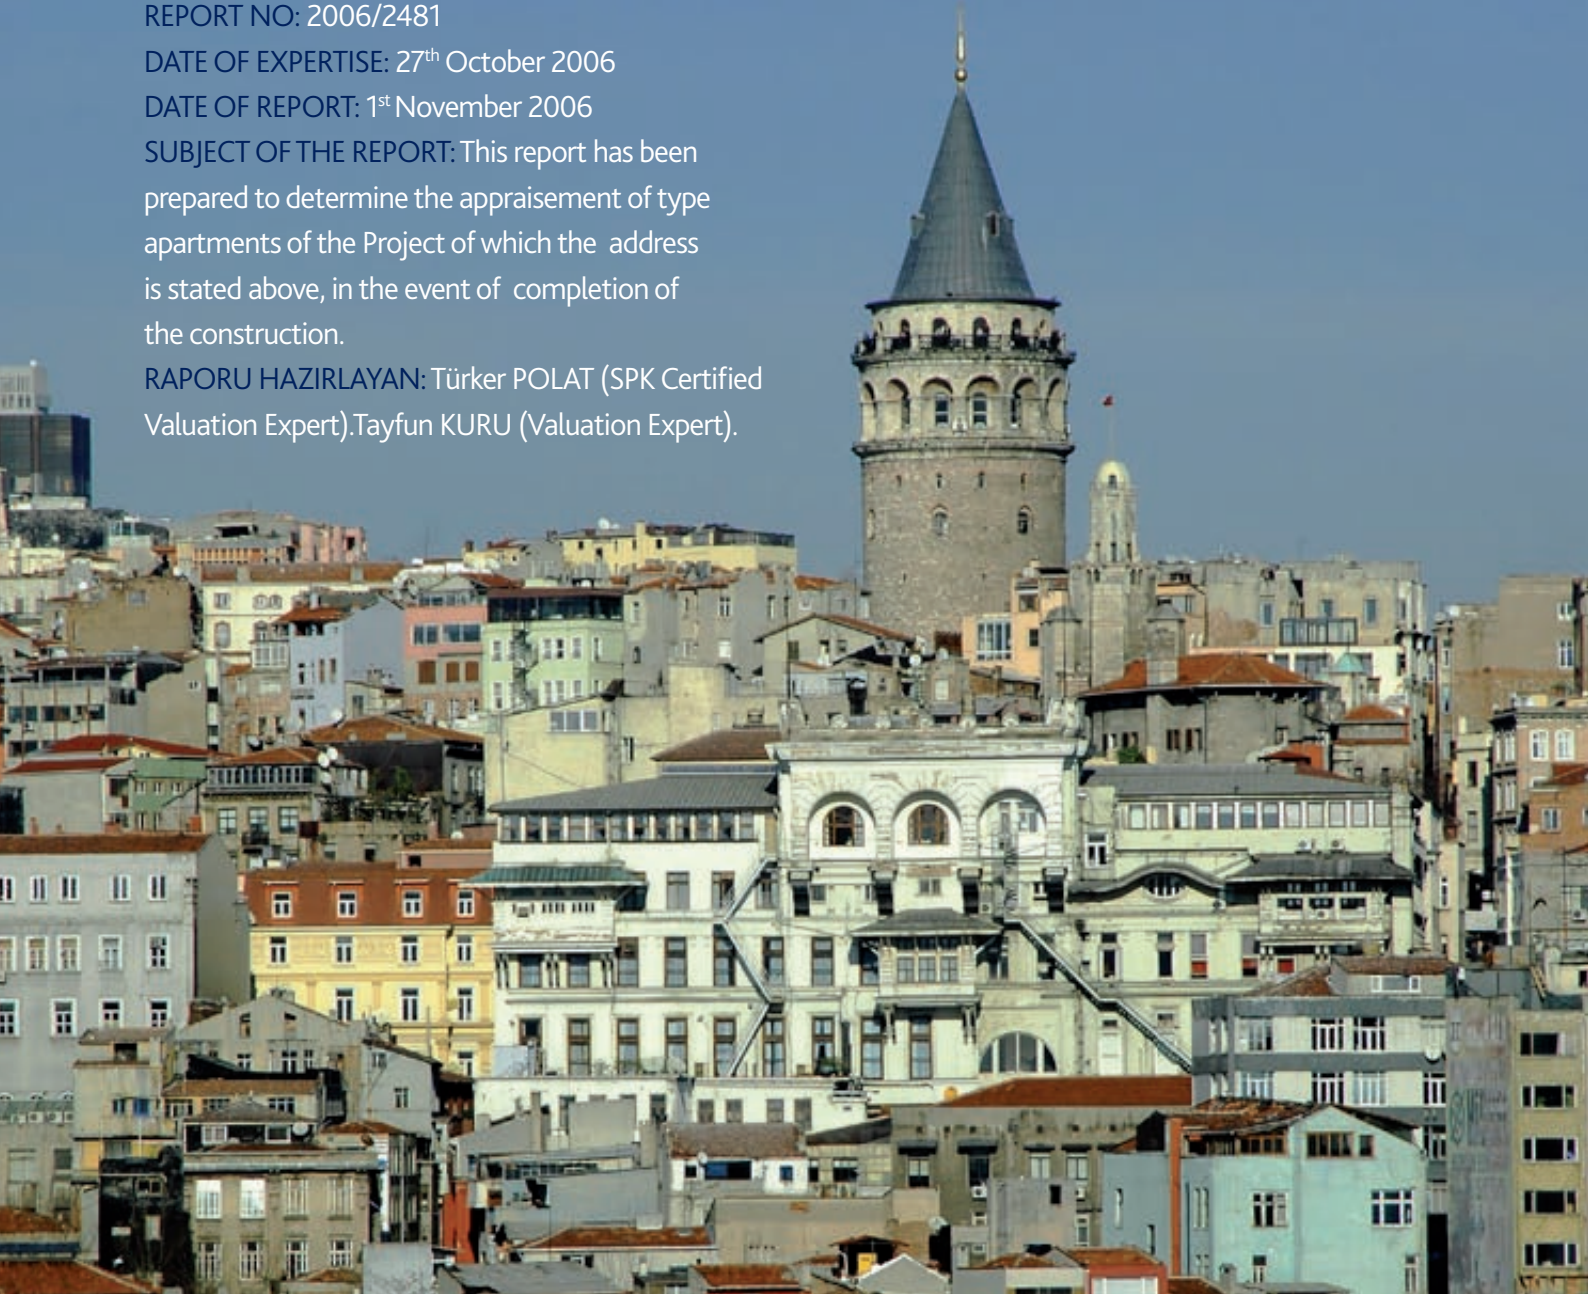 REPORT NO: 2006/2481
DATE OF EXPERTISE: 27th October 2006
DATE OF REPORT: 1st November 2006
SUBJECT OF THE REPORT: This report has been
prepared to determine the appraisement of type
apartments of the Project of which the address
is stated above, in the event of completion of
the construction.
RAPORU HAZIRLAYAN: Türker POLAT (SPK Certified
Valuation Expert).Tayfun KURU (Valuation Expert).